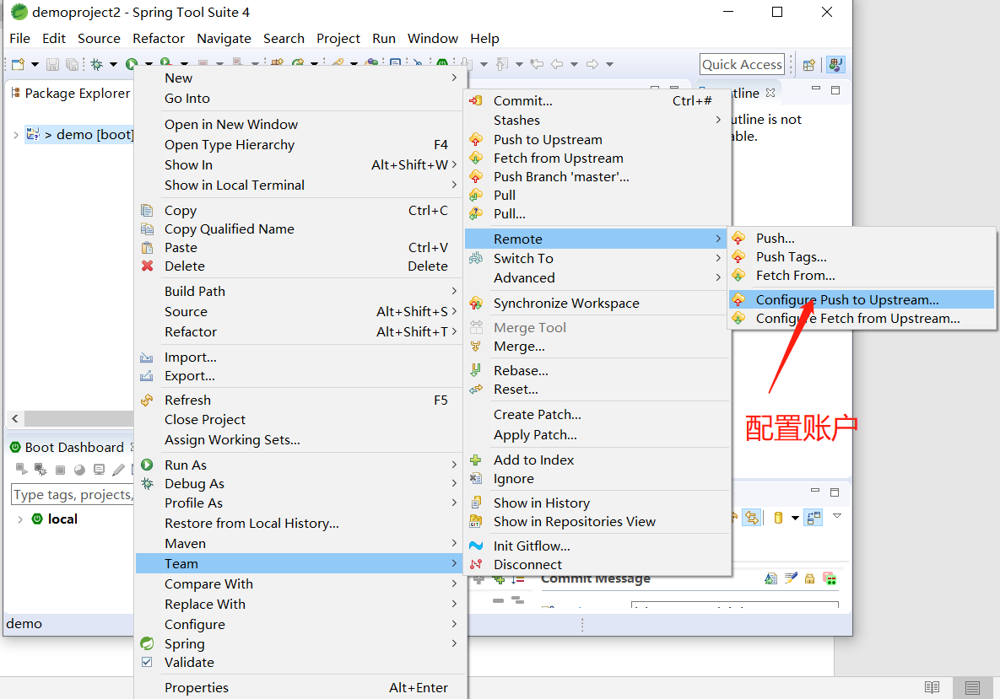 demoproject2 - Spring Tool Suite 4
File Edit Source Refactor Navigate Search Project Run Window Help
Quick Access
Package Explorer
> demo [boot]
Boot Dashboard
Type tags, projects,
local
demo
New
Go Into
Open in New Window
Open Type Hierarchy F4
Show In Alt+Shift+W
Show in Local Terminal
Copy Ctrl+C
Copy Qualified Name
Paste Ctrl+V
Delete Delete
Build Path
Source Alt+Shift+S
Refactor Alt+Shift+T
Import...
Export...
Refresh F5
Close Project
Assign Working Sets...
Run As
Debug As
Profile As
Restore from Local History...
Maven
Team
Compare With
Replace With
Configure
Spring
Validate
Properties Alt+Enter
Commit... Ctrl+#
Stashes
Push to Upstream
Fetch from Upstream
Push Branch 'master'...
Pull
Pull...
Remote
Switch To
Advanced
Synchronize Workspace
Merge Tool
Merge...
Rebase...
Reset...
Create Patch...
Apply Patch...
Add to Index
Ignore
Show in History
Show in Repositories View
Init Gitflow...
Disconnect
Commit Message
tline
utline is not
ble.
Push...
Push Tags...
Fetch From...
Configure Push to Upstream...
Configure Fetch from Upstream...
配置账户